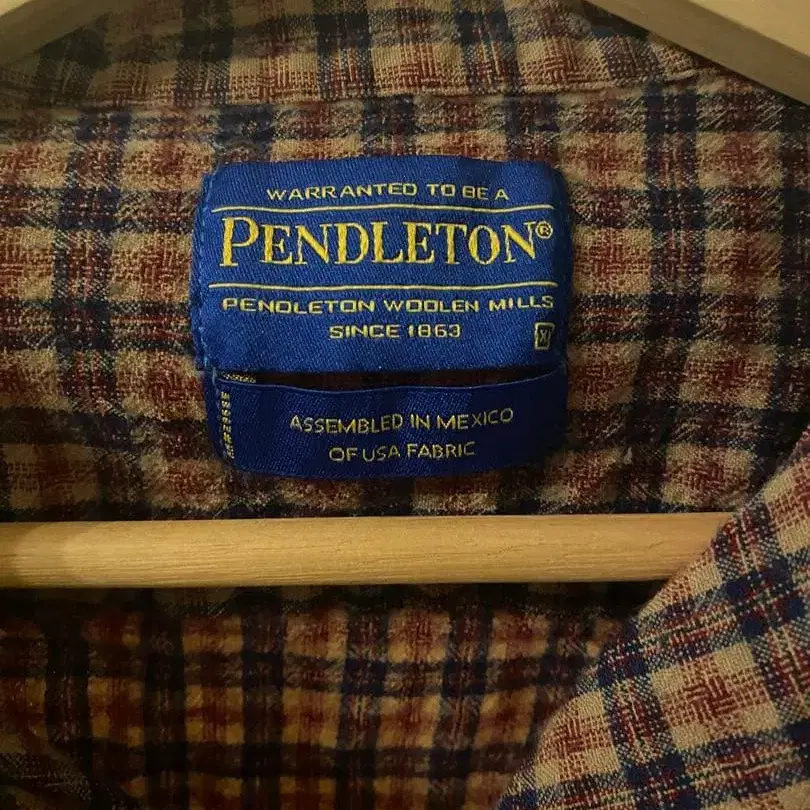 WARRANTED TO BE A
PENDLETON®
PENDLETON WOOLEN MILLS
SINCE 1863
ASSEMBLED IN MEXICO
OF USA FABRIC